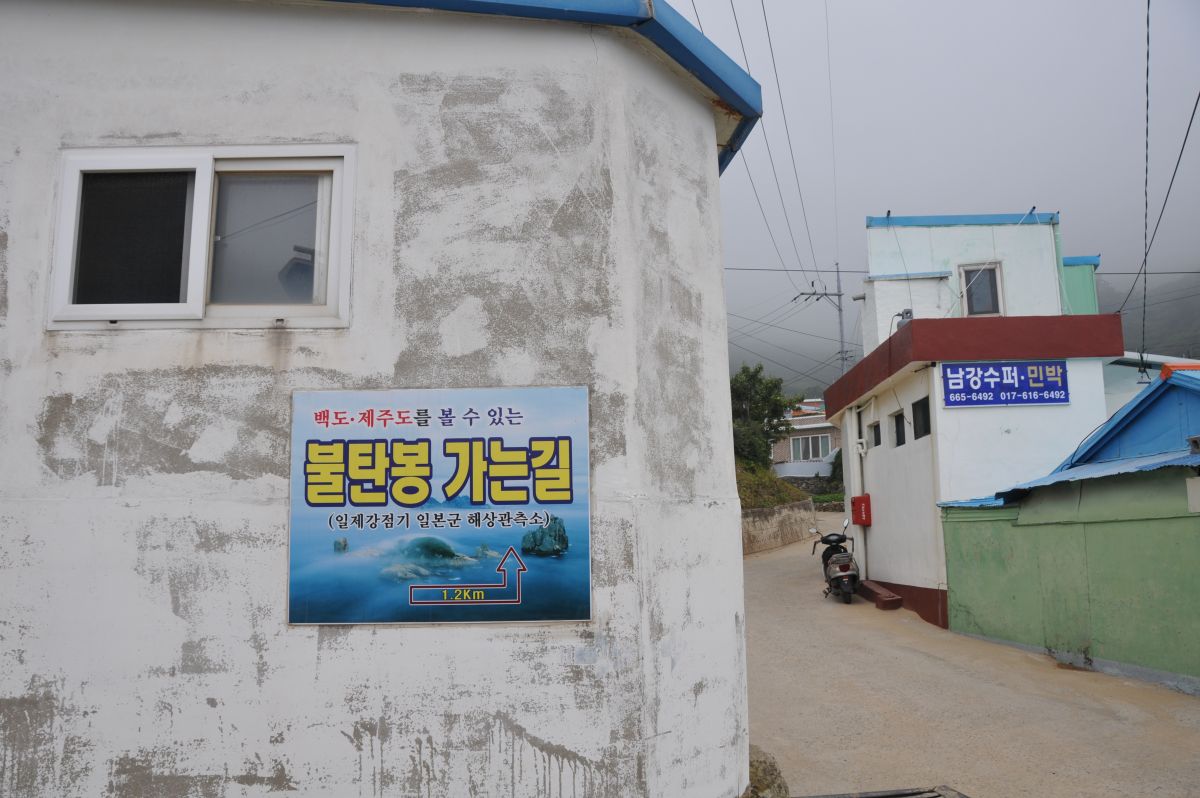 백도·제주도를 볼 수 있는
불탄봉 가는길
(일제강점기 일본군 해상관측소)
1.2Km
남강수퍼·민박
665-6492 017-616-6492